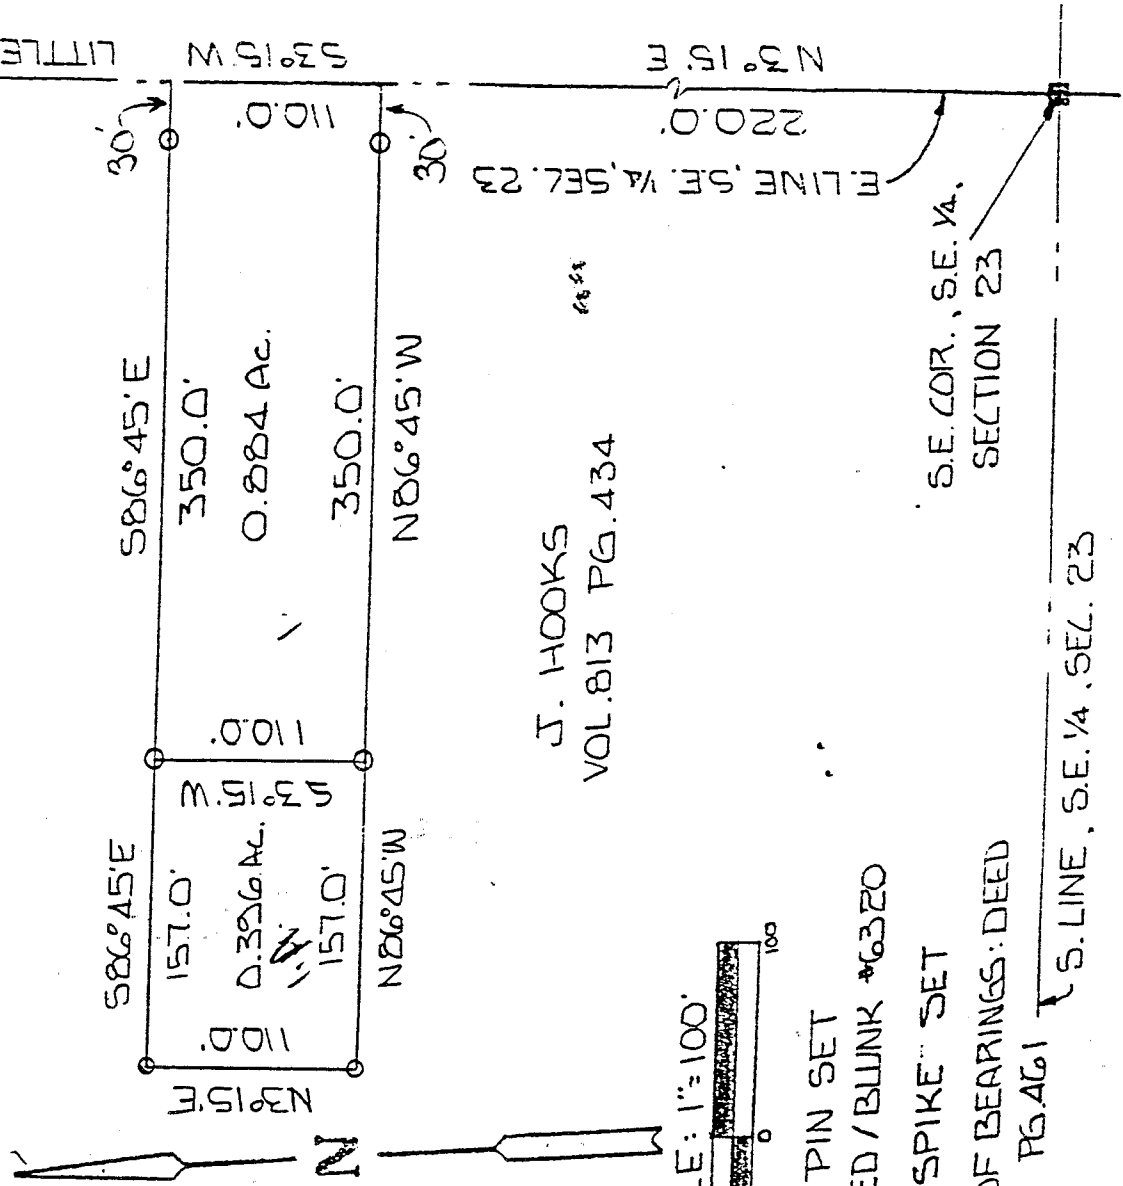 LITTLE
S3°15'W
N3°15'E
30'
110.0'
30'
220.0'
E. LINE, S.E. 1/4, SEC. 23
S86°45'E
350.0'
0.884 Ac.
350.0'
N86°45'W
S.E. COR., S.E. 1/4,
SECTION 23
J. HOOKS
VOL. 813 PG. 434
110.0'
S3°15'W
S86°45'E
157.0'
0.396 Ac.
157.0'
N86°45'W
110.0'
N3°15'E
N
S. LINE, S.E. 1/4, SEC. 23
E: 1"=100'
0
100
PIN SET
ED / BLUNK #6320
SPIKE SET
OF BEARINGS: DEED
PG. 461